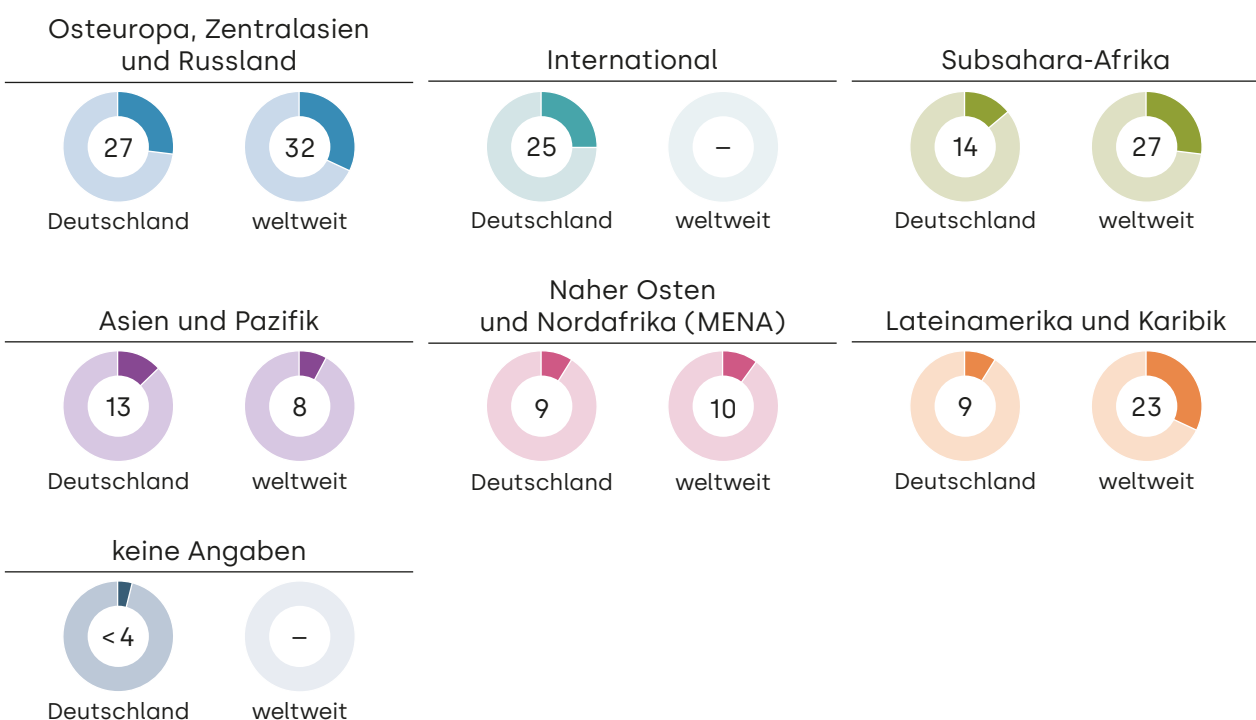 Osteuropa, Zentralasien
und Russland
27
32
Deutschland
weltweit
International
25
–
Deutschland
weltweit
Subsahara-Afrika
14
27
Deutschland
weltweit
Asien und Pazifik
13
8
Deutschland
weltweit
Naher Osten
und Nordafrika (MENA)
9
10
Deutschland
weltweit
Lateinamerika und Karibik
9
23
Deutschland
weltweit
keine Angaben
<4
–
Deutschland
weltweit